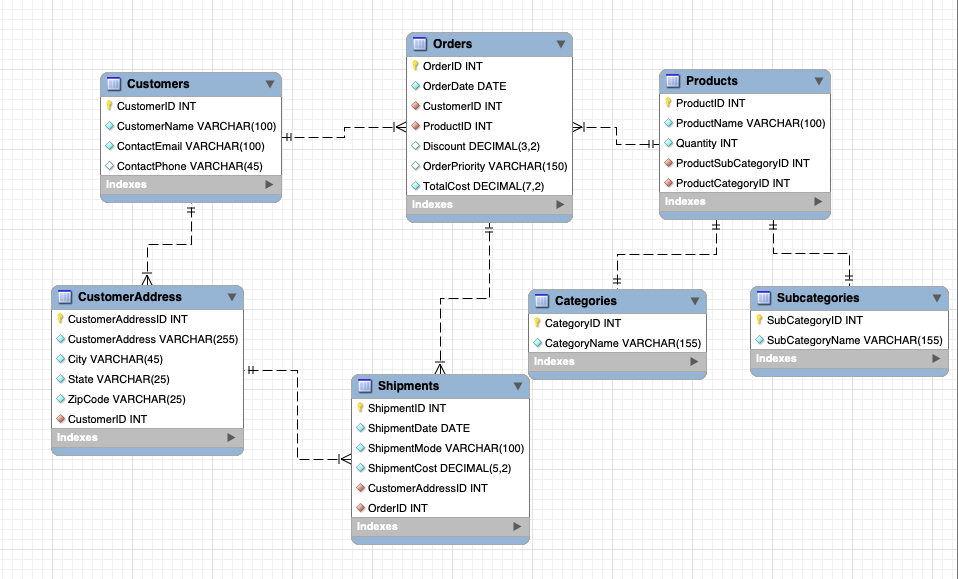 Customers
CustomerID INT
CustomerName VARCHAR(100)
ContactEmail VARCHAR(100)
ContactPhone VARCHAR(45)
Indexes
Orders
OrderID INT
OrderDate DATE
CustomerID INT
ProductID INT
Discount DECIMAL(3,2)
OrderPriority VARCHAR(150)
TotalCost DECIMAL(7,2)
Indexes
Products
ProductID INT
ProductName VARCHAR(100)
Quantity INT
ProductSubCategoryID INT
ProductCategoryID INT
Indexes
CustomerAddress
CustomerAddressID INT
CustomerAddress VARCHAR(255)
City VARCHAR(45)
State VARCHAR(25)
ZipCode VARCHAR(25)
CustomerID INT
Indexes
Shipments
ShipmentID INT
ShipmentDate DATE
ShipmentMode VARCHAR(100)
ShipmentCost DECIMAL(5,2)
CustomerAddressID INT
OrderID INT
Indexes
Categories
CategoryID INT
CategoryName VARCHAR(155)
Indexes
Subcategories
SubCategoryID INT
SubCategoryName VARCHAR(155)
Indexes